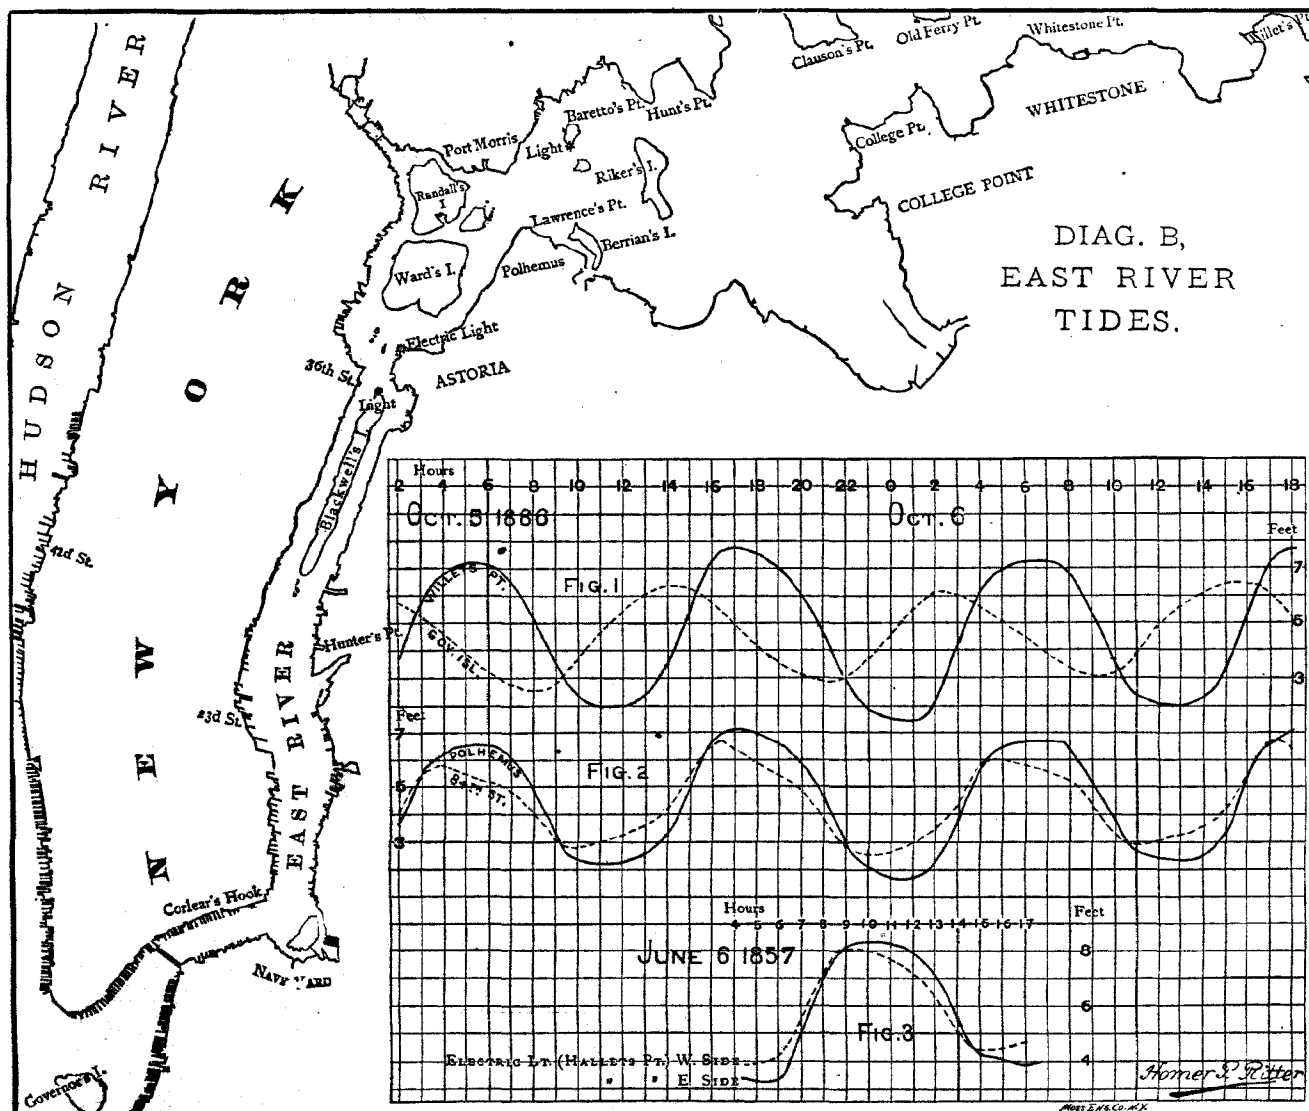 Clauson's Pt.
Old Ferry Pt.
Whitestone Pt.
Willet's Pt.
WHITESTONE
Baretto's Pt.
Hunt's Pt.
College Pt.
Port Morris
Light
Riker's I.
COLLEGE POINT
Randall's
I
Lawrence's Pt.
Berrian's I.
Ward's I.
Polhemus
DIAG. B,
EAST RIVER
TIDES.
HUDSON RIVER
NEW YORK
Electric Light
ASTORIA
Light
Blackwell's I.
42d St.
Hunter's Pt.
23d St.
EAST RIVER
Corlear's Hook
NAVY YARD
Governor's I.
Hours
2 4 6 8 10 12 14 16 18 20 22 0 2 4 6 8 10 12 14 16 18
OCT. 5 1886
OCT. 6
Feet
WILLETS PT.
GOV. ISL.
FIG. 1
7
3
Feet
7
3
POLHEMUS
84TH ST.
FIG. 2
Hours
4 5 6 7 8 9 10 11 12 13 14 15 16 17
Feet
JUNE 6 1857
8
6
4
FIG. 3
ELECTRIC LT. (HALLETS PT.) W. SIDE
" " E. SIDE
Homer P. Ritter
MOSS ENG. CO. N.Y.